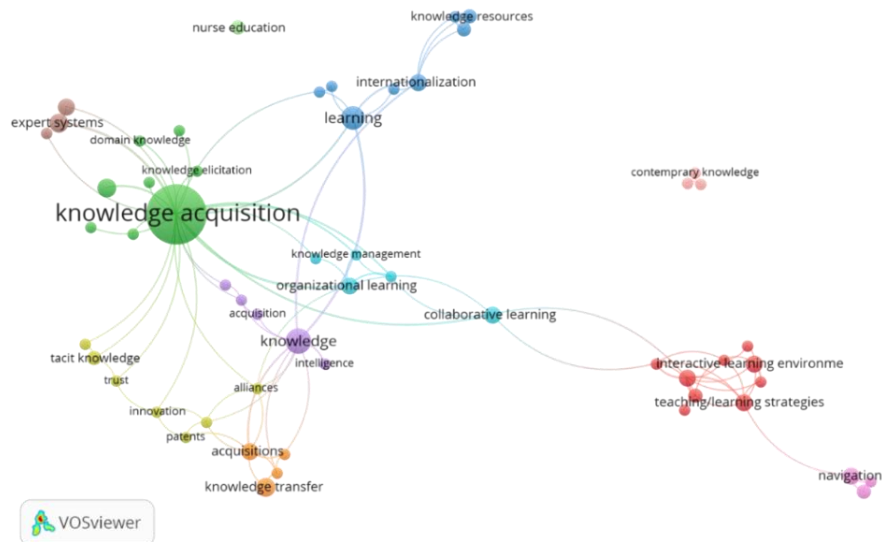 knowledge resources
nurse education
internationalization
learning
expert systems
domain knowledge
knowledge elicitation
contemprary knowledge
knowledge acquisition
knowledge management
organizational learning
acquisition
collaborative learning
knowledge
intelligence
tacit knowledge
interactive learning environme
trust
alliances
teaching/learning strategies
innovation
patents
acquisitions
navigation
knowledge transfer
VOSviewer